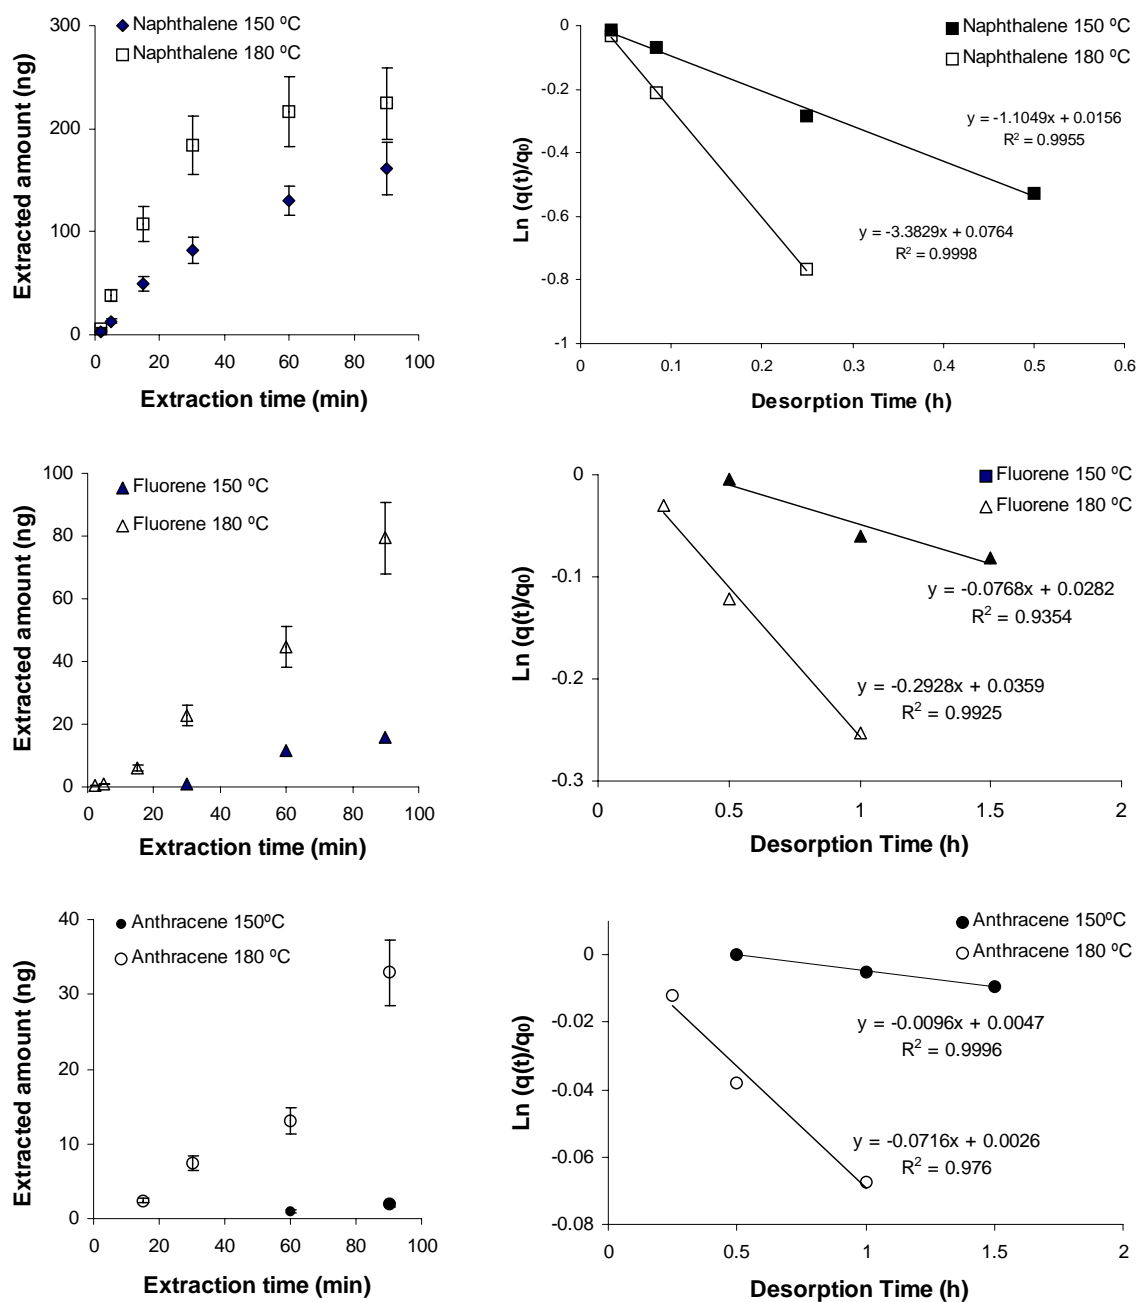 Naphthalene 150 ºC
Naphthalene 180 ºC
Extracted amount (ng)
300
200
100
0
0 20 40 60 80 100
Extraction time (min)
Naphthalene 150 ºC
Naphthalene 180 ºC
Ln (q(t)/q0)
0
-0.2
-0.4
-0.6
-0.8
-1
y = -1.1049x + 0.0156
R2 = 0.9955
y = -3.3829x + 0.0764
R2 = 0.9998
0 0.1 0.2 0.3 0.4 0.5 0.6
Desorption Time (h)
Fluorene 150 ºC
Fluorene 180 ºC
Extracted amount (ng)
100
80
60
40
20
0
0 20 40 60 80 100
Extraction time (min)
Fluorene 150 ºC
Fluorene 180 ºC
Ln (q(t)/q0)
0
-0.1
-0.2
-0.3
y = -0.0768x + 0.0282
R2 = 0.9354
y = -0.2928x + 0.0359
R2 = 0.9925
0 0.5 1 1.5 2
Desorption Time (h)
Anthracene 150ºC
Anthracene 180 ºC
Extracted amount (ng)
40
30
20
10
0
0 20 40 60 80 100
Extraction time (min)
Anthracene 150ºC
Anthracene 180 ºC
Ln (q(t)/q0)
0
-0.02
-0.04
-0.06
-0.08
y = -0.0096x + 0.0047
R2 = 0.9996
y = -0.0716x + 0.0026
R2 = 0.976
0 0.5 1 1.5 2
Desorption Time (h)